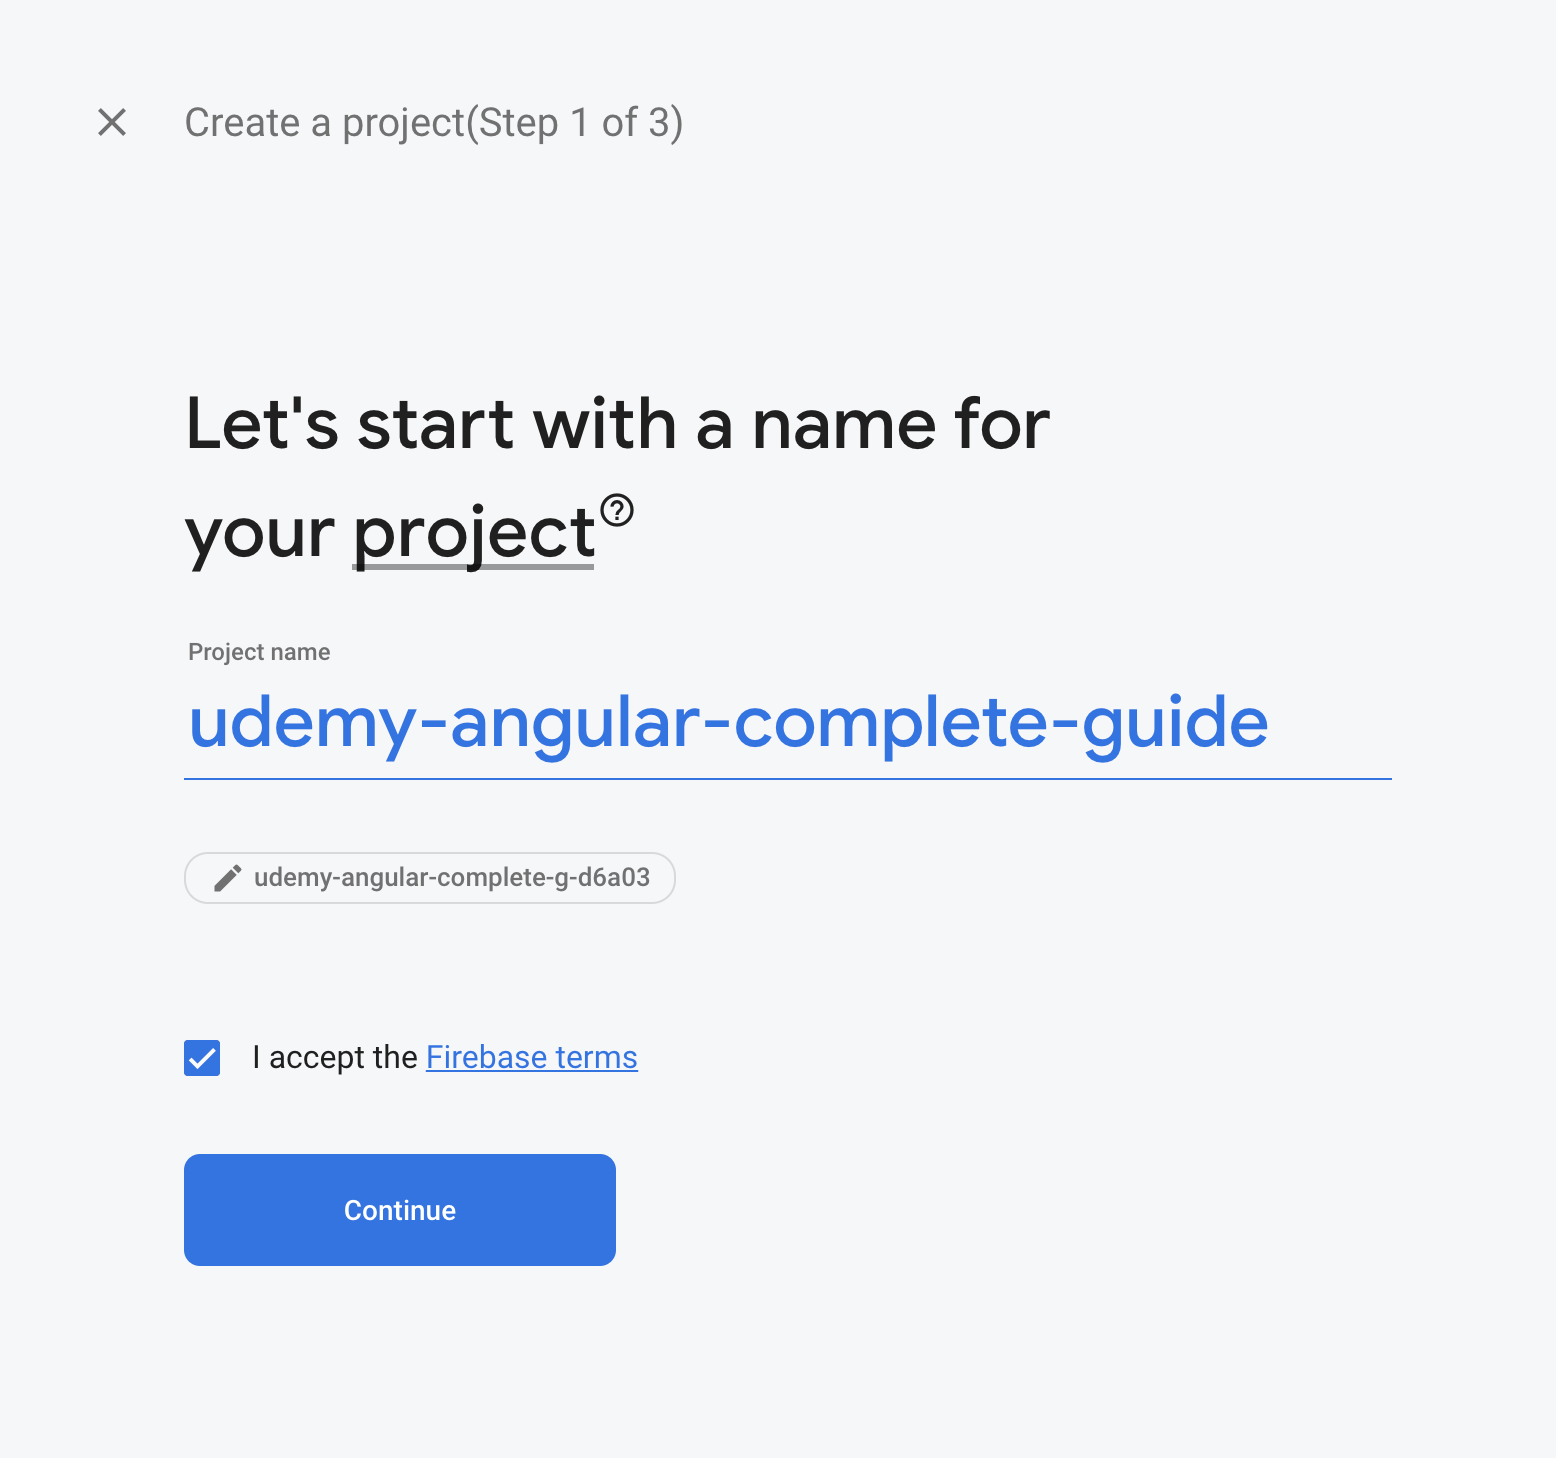 Create a project(Step 1 of 3)
Let's start with a name for
your project
Project name
udemy-angular-complete-guide
udemy-angular-complete-g-d6a03
I accept the Firebase terms
Continue